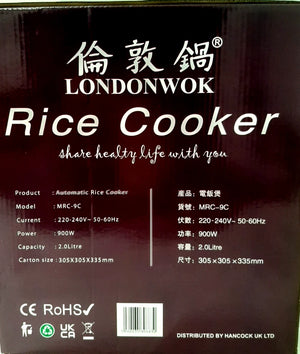 倫敦鍋®
LONDONWOK
Rice Cooker
share healty life with you
Product : Automatic Rice Cooker
Model : MRC-9C
Current : 220-240V~ 50-60Hz
Power : 900W
Capacity : 2.0Litre
Carton size : 305X305X335mm
產品：電飯煲
貨號：MRC-9C
伏數：220-240V~ 50-60Hz
功率：900W
容量：2.0Litre
尺寸：305×305×335mm
CE RoHS✓
UKCA
DISTRIBUTED BY HANCOCK UK LTD